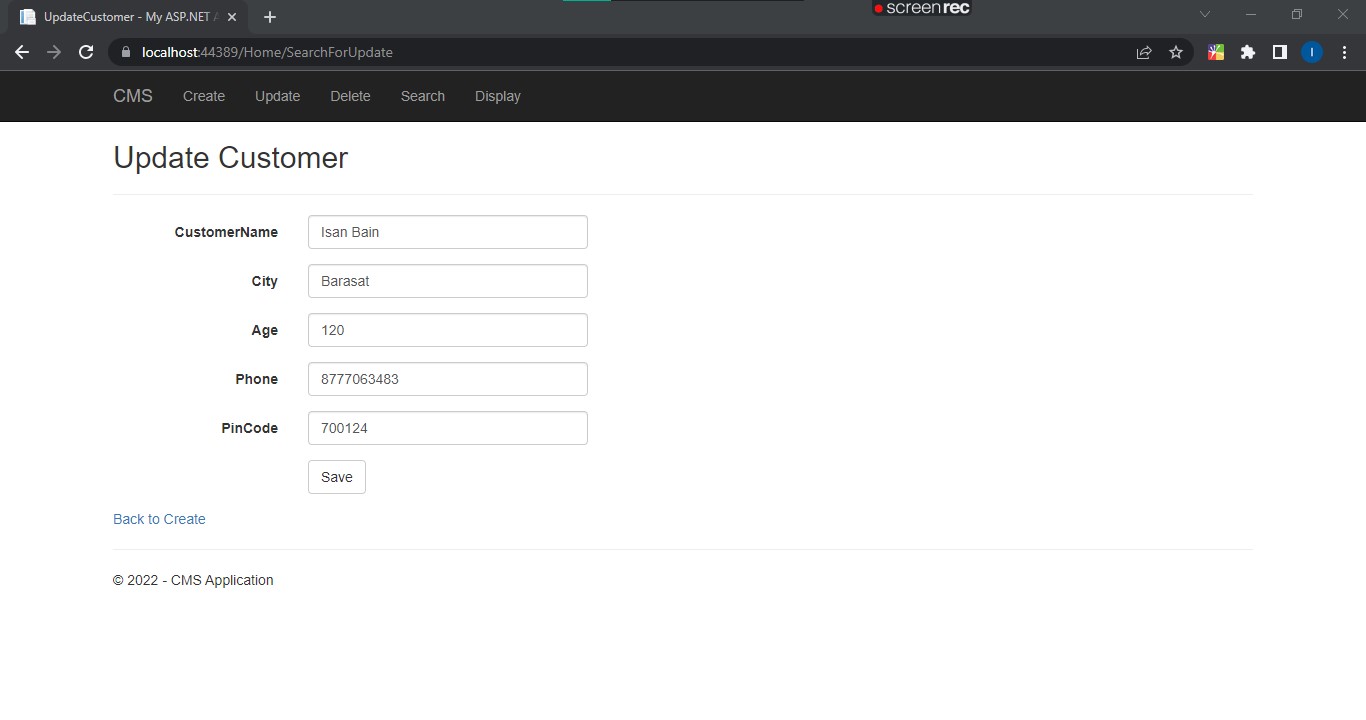 UpdateCustomer - My ASP.NET A
screenrec
localhost:44389/Home/SearchForUpdate
I
CMS Create Update Delete Search Display
Update Customer
CustomerName Isan Bain
City Barasat
Age 120
Phone 8777063483
PinCode 700124
Save
Back to Create
© 2022 - CMS Application